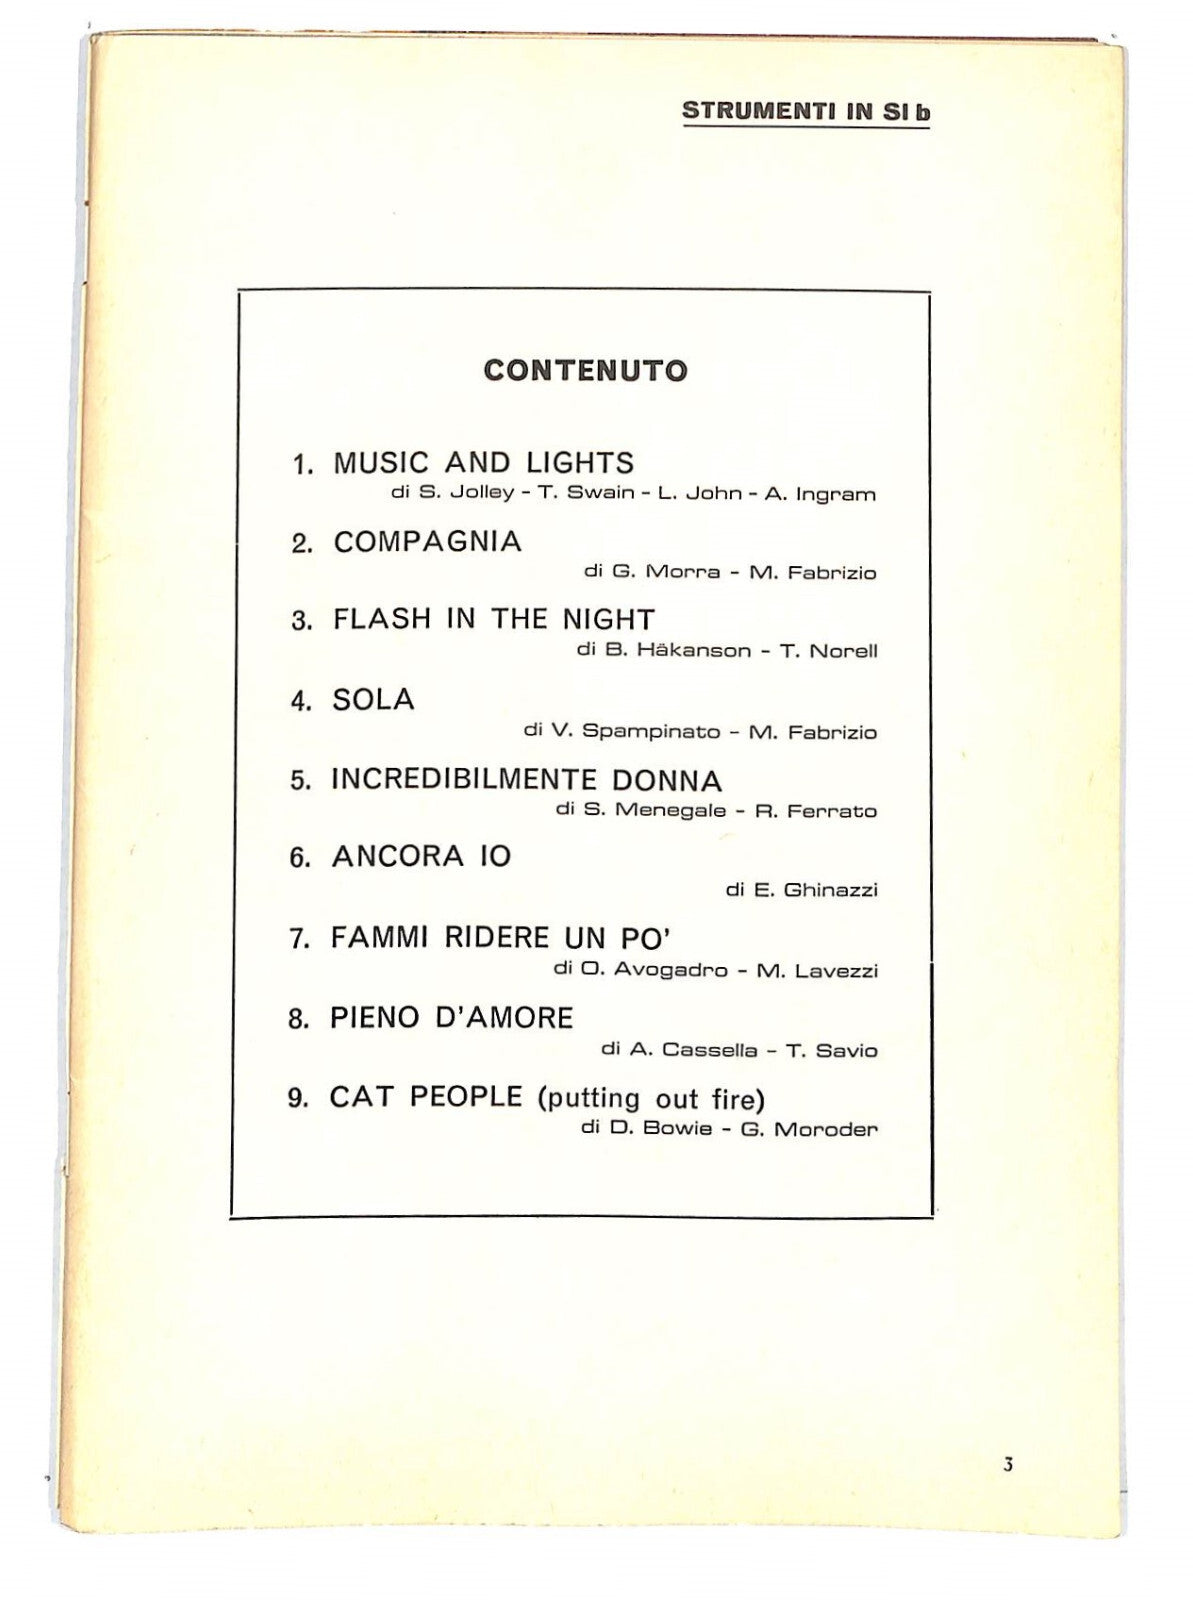 STRUMENTI IN SI b
CONTENUTO
1. MUSIC AND LIGHTS
di S. Jolley - T. Swain - L. John - A. Ingram
2. COMPAGNIA
di G. Morra - M. Fabrizio
3. FLASH IN THE NIGHT
di B. Häkanson - T. Norell
4. SOLA
di V. Spampinato - M. Fabrizio
5. INCREDIBILMENTE DONNA
di S. Menegale - R. Ferrato
6. ANCORA IO
di E. Ghinazzi
7. FAMMI RIDERE UN PO'
di O. Avogadro - M. Lavezzi
8. PIENO D'AMORE
di A. Cassella - T. Savio
9. CAT PEOPLE (putting out fire)
di D. Bowie - G. Moroder
3